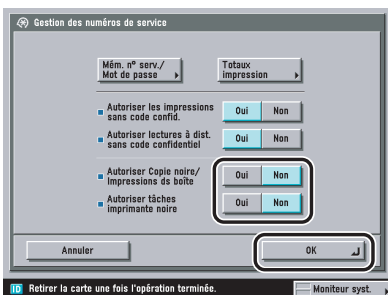 Gestion des numéros de service
Mém. nº serv./
Mot de passe
Totaux
impression
Autoriser les impressions
sans code confid.
Oui Non
Autoriser lectures à dist.
sans code confidentiel
Oui Non
Autoriser Copie noire/
Impressions ds boîte
Oui Non
Autoriser tâches
imprimante noire
Oui Non
Annuler
OK
ID Retirer la carte une fois l'opération terminée.
Moniteur syst.